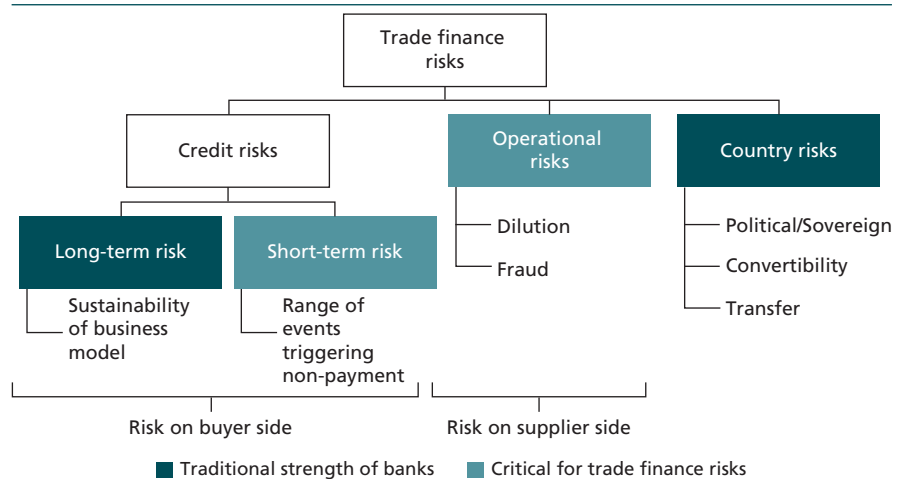 Trade finance
risks
Credit risks
Operational
risks
Country risks
Long-term risk
Short-term risk
Dilution
Fraud
Political/Sovereign
Convertibility
Transfer
Sustainability
of business
model
Range of
events
triggering
non-payment
Risk on buyer side
Risk on supplier side
Traditional strength of banks
Critical for trade finance risks